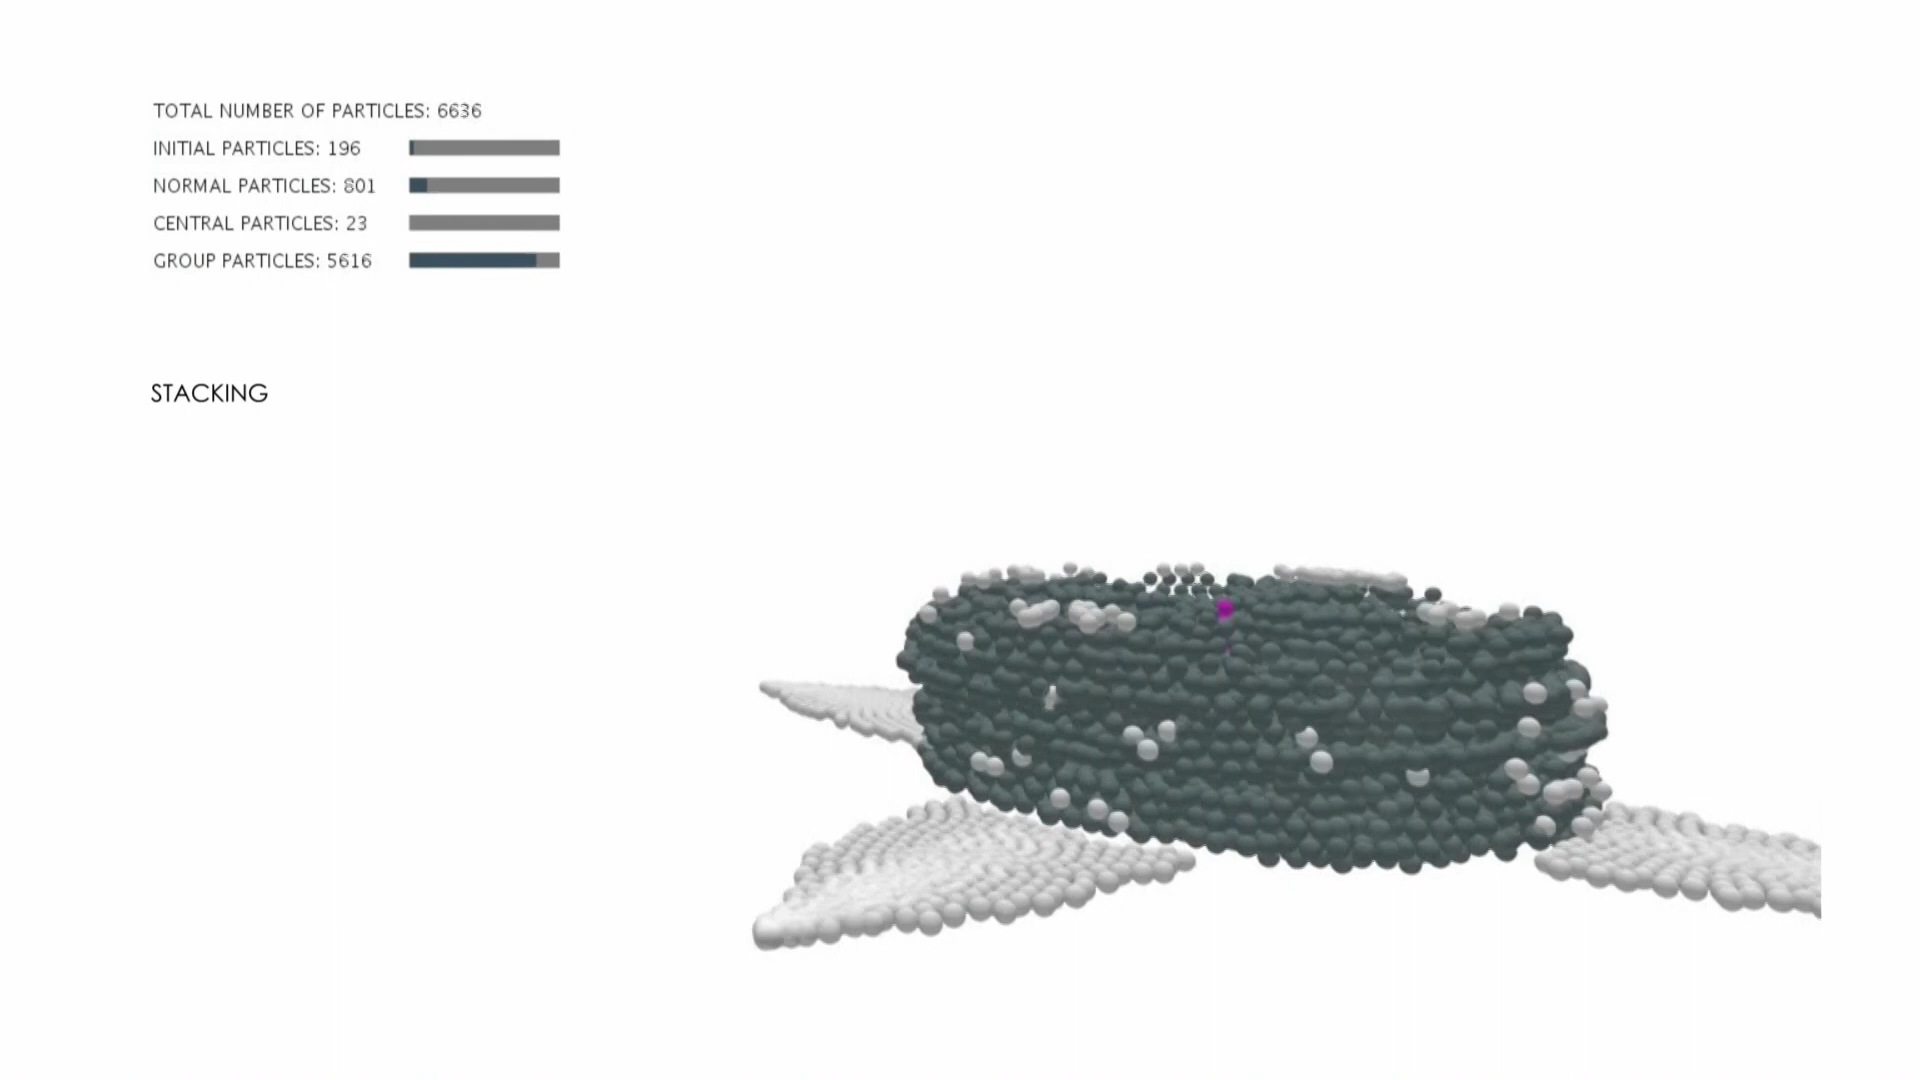 TOTAL NUMBER OF PARTICLES: 6636
INITIAL PARTICLES: 196
NORMAL PARTICLES: 801
CENTRAL PARTICLES: 23
GROUP PARTICLES: 5616
STACKING